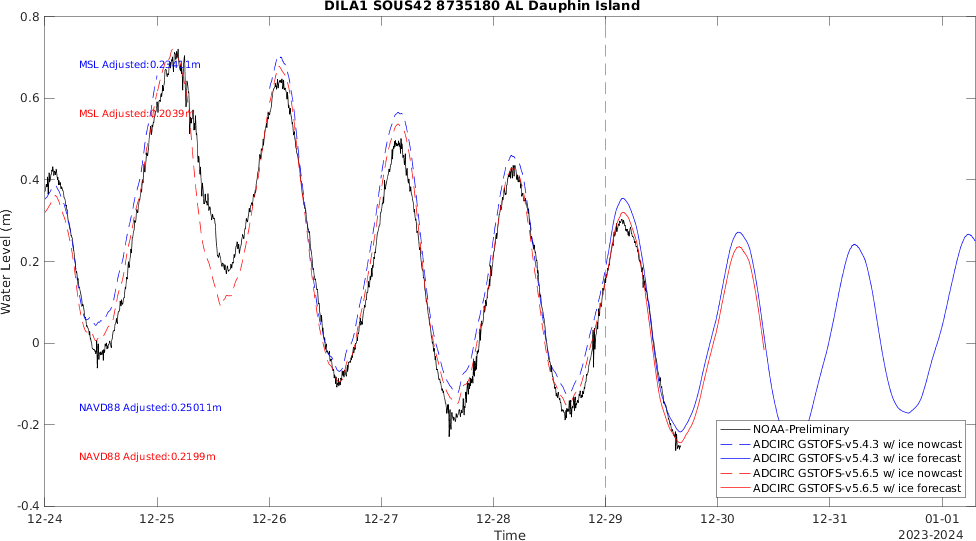 DILA1 SOUS42 8735180 AL Dauphin Island
0.8
0.6
0.4
0.2
0
-0.2
-0.4
Water Level (m)
MSL Adjusted:
MSL Adjusted:0.2039m
NAVD88 Adjusted:0.25011m
NAVD88 Adjusted:0.2199m
NOAA-Preliminary
ADCIRC GSTOFS-v5.4.3 w/ ice nowcast
ADCIRC GSTOFS-v5.4.3 w/ ice forecast
ADCIRC GSTOFS-v5.6.5 w/ ice nowcast
ADCIRC GSTOFS-v5.6.5 w/ ice forecast
12-24 12-25 12-26 12-27 12-28 12-29 12-30 12-31 01-01
Time
2023-2024